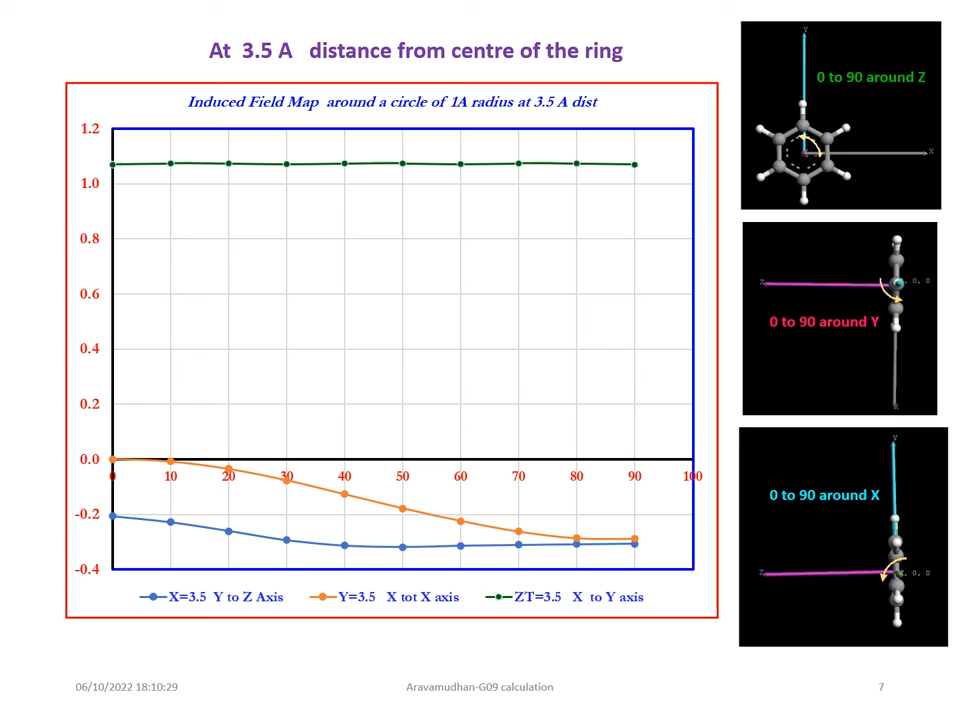 At 3.5 A distance from centre of the ring
Induced Field Map around a circle of 1A radius at 3.5 A dist
1.2
1.0
0.8
0.6
0.4
0.2
0.0
-0.2
-0.4
0 10 20 30 40 50 60 70 80 90 100
X=3.5 Y to Z Axis
Y=3.5 X tot X axis
ZT=3.5 X to Y axis
Y
0 to 90 around Z
X
Z
0, 0
0 to 90 around Y
X
Y
0 to 90 around X
Z
0, 0
06/10/2022 18:10:29
Aravamudhan-G09 calculation
7